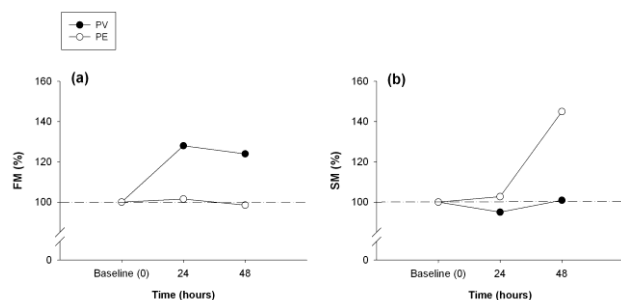 PV
PE
(a)
160
140
120
100
0
FM (%)
Baseline (0)
24
48
Time (hours)
(b)
160
140
120
100
0
SM (%)
Baseline (0)
24
48
Time (hours)